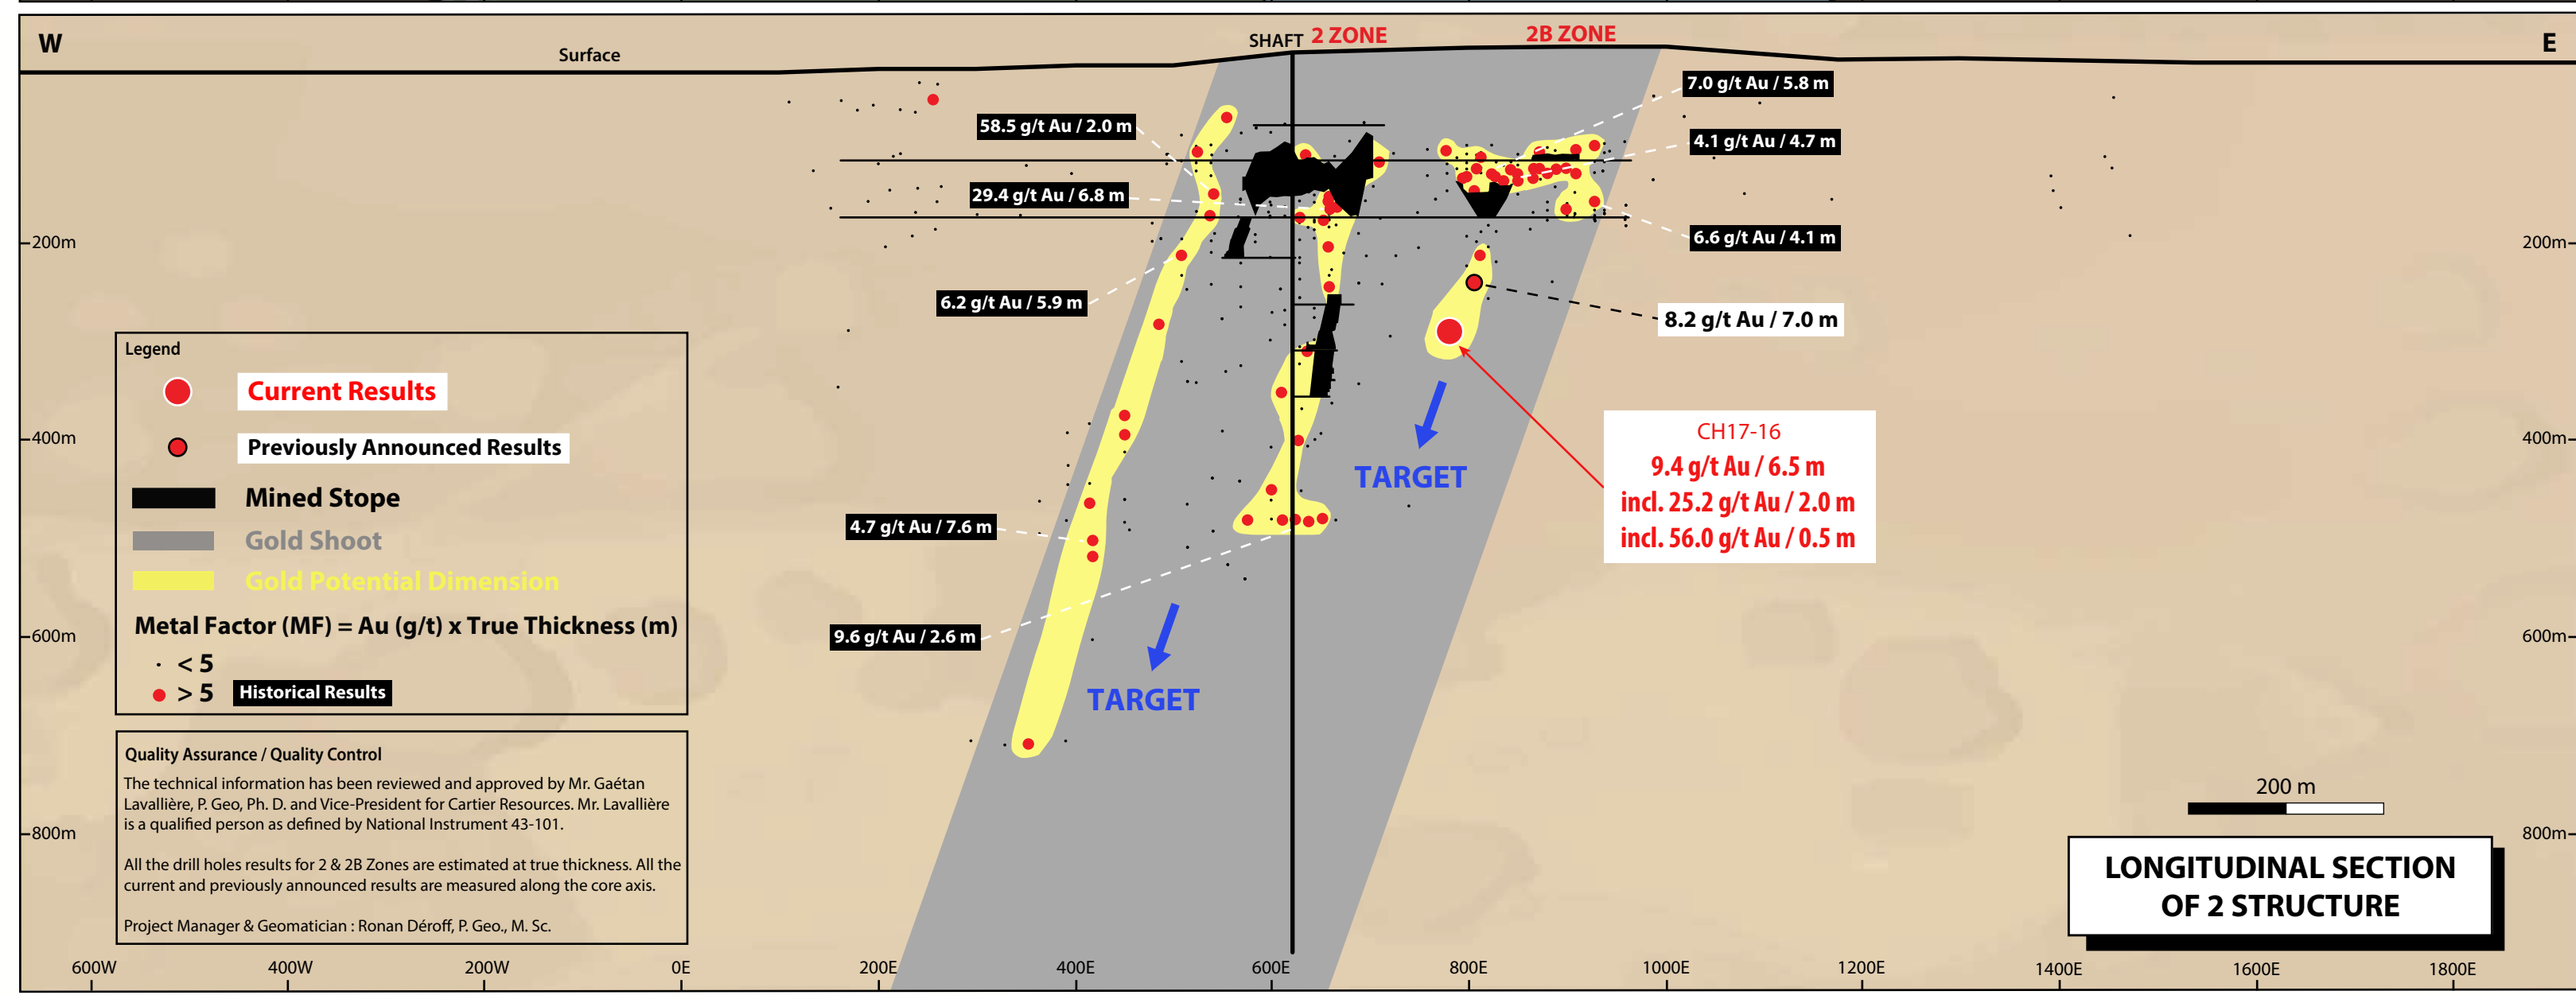 W
Surface
SHAFT
2 ZONE
2B ZONE
E
7.0 g/t Au / 5.8 m
58.5 g/t Au / 2.0 m
4.1 g/t Au / 4.7 m
29.4 g/t Au / 6.8 m
6.6 g/t Au / 4.1 m
200m
200m
6.2 g/t Au / 5.9 m
8.2 g/t Au / 7.0 m
Legend
Current Results
Previously Announced Results
Mined Stope
Gold Shoot
Gold Potential Dimension
Metal Factor (MF) = Au (g/t) x True Thickness (m)
< 5
> 5 Historical Results
400m
400m
TARGET
CH17-16
9.4 g/t Au / 6.5 m
incl. 25.2 g/t Au / 2.0 m
incl. 56.0 g/t Au / 0.5 m
4.7 g/t Au / 7.6 m
9.6 g/t Au / 2.6 m
600m
600m
TARGET
Quality Assurance / Quality Control
The technical information has been reviewed and approved by Mr. Gaétan
Lavallière, P. Geo, Ph. D. and Vice-President for Cartier Resources. Mr. Lavallière
is a qualified person as defined by National Instrument 43-101.
All the drill holes results for 2 & 2B Zones are estimated at true thickness. All the
current and previously announced results are measured along the core axis.
Project Manager & Geomatician : Ronan Déroff, P. Geo., M. Sc.
800m
800m
200 m
LONGITUDINAL SECTION
OF 2 STRUCTURE
600W
400W
200W
0E
200E
400E
600E
800E
1000E
1200E
1400E
1600E
1800E